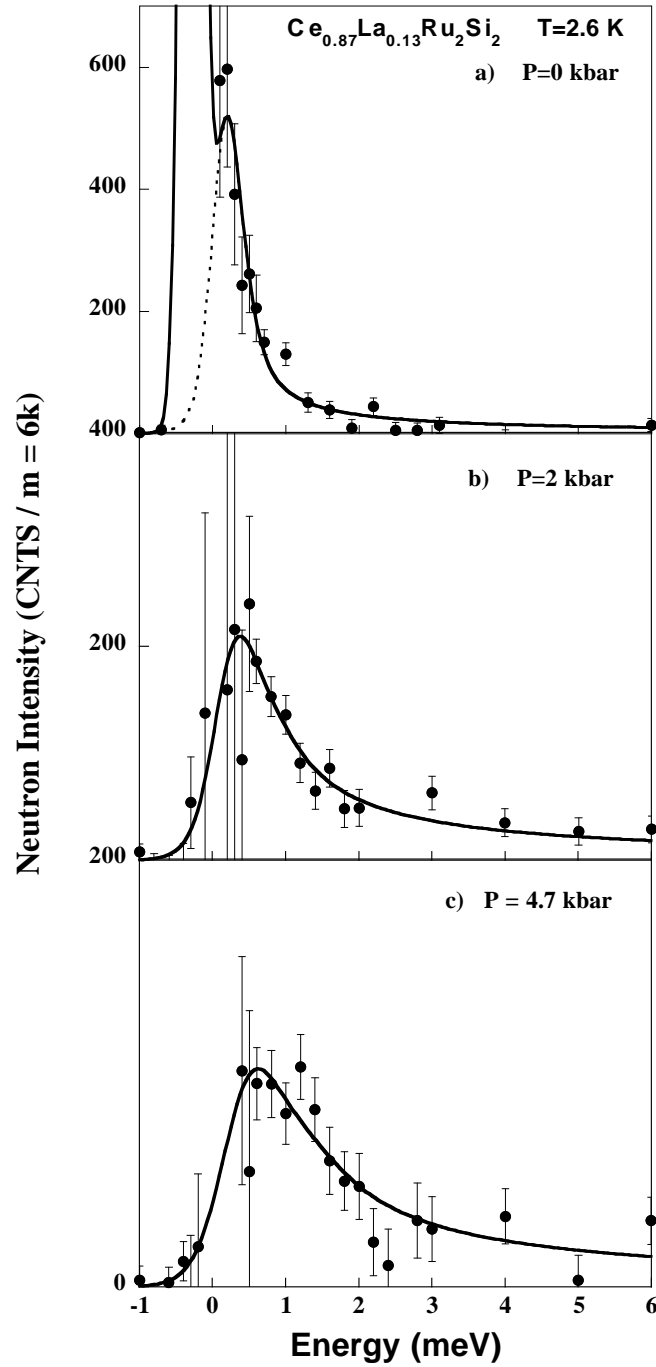 Ce0.87La0.13Ru2Si2 T=2.6 K
a) P=0 kbar
600
400
200
400
b) P=2 kbar
200
200
c) P = 4.7 kbar
0
-1 0 1 2 3 4 5 6
Energy (meV)
Neutron Intensity (CNTS / m = 6k)